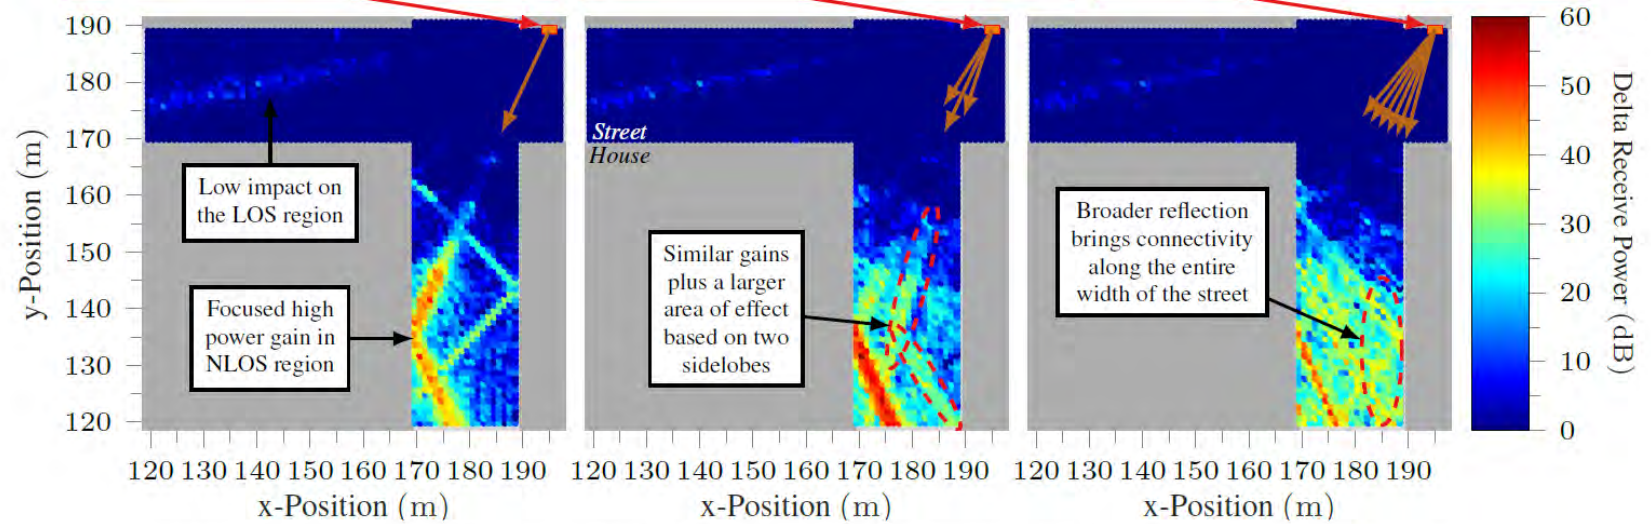 190
180
170
160
150
140
130
120
y-Position (m)
120 130 140 150 160 170 180 190
x-Position (m)
Low impact on
the LOS region
Focused high
power gain in
NLOS region
Street
House
Similar gains
plus a larger
area of effect
based on two
sidelobes
120 130 140 150 160 170 180 190
x-Position (m)
Broader reflection
brings connectivity
along the entire
width of the street
120 130 140 150 160 170 180 190
x-Position (m)
60
50
40
30
20
10
0
Delta Receive Power (dB)